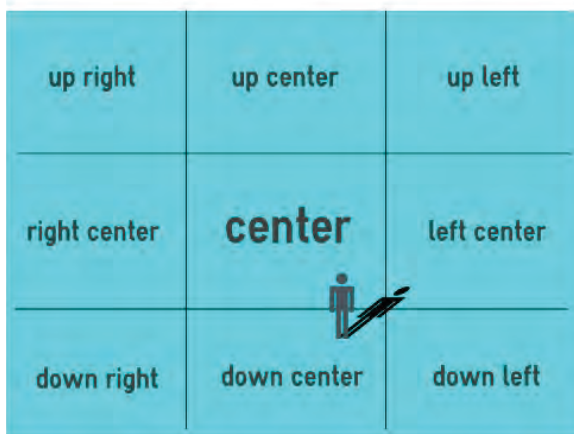 up right
up center
up left
right center
center
left center
down right
down center
down left